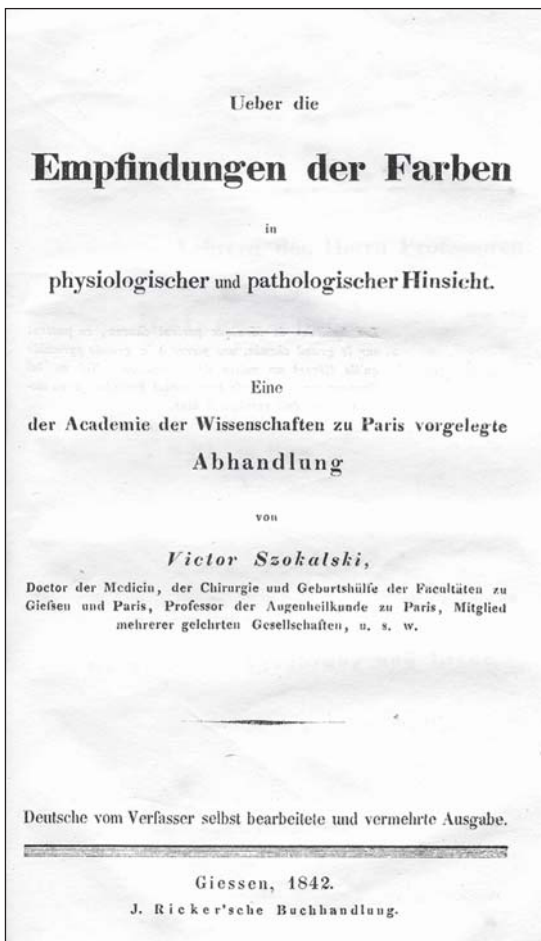 Ueber die
Empfindungen der Farben
in
physiologischer und pathologischer Hinsicht.
Eine
der Academie der Wissenschaften zu Paris vorgelegte
Abhandlung
von
Victor Szokalski,
Doctor der Medicin, der Chirurgie und Geburtshülfe der Facultäten zu
Gieſsen und Paris, Professor der Augenheilkunde zu Paris, Mitglied
mehrerer gelehrten Gesellschaften, u. s. w.
Deutsche vom Verfasser selbst bearbeitete und vermehrte Ausgabe.
Giessen, 1842.
J. Ricker'sche Buchhandlung.